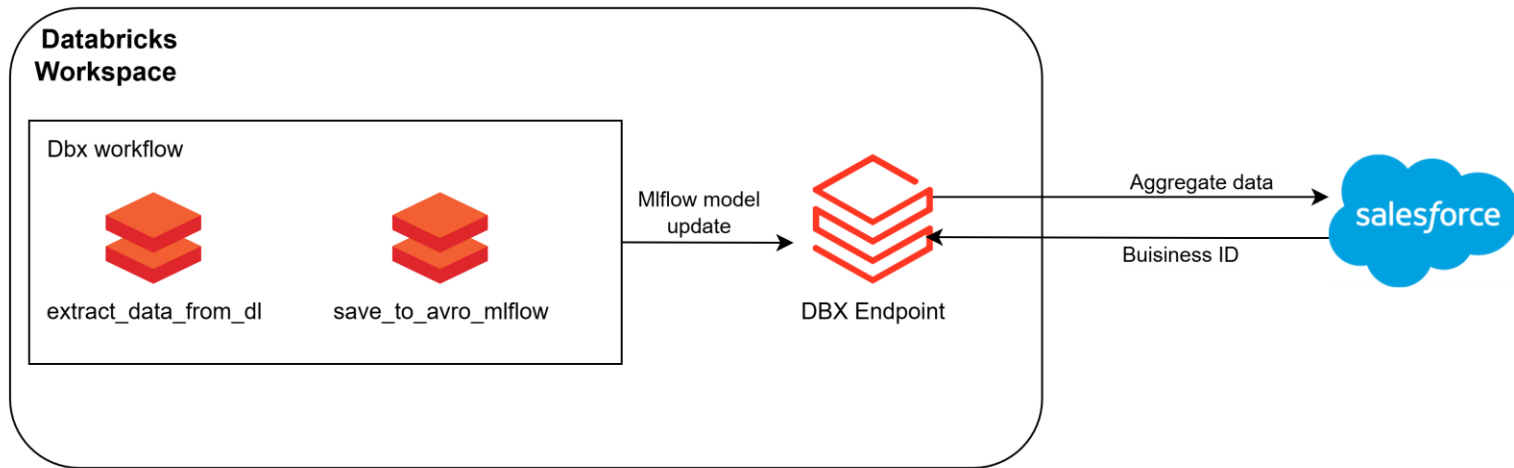 Databricks
Workspace
Dbx workflow
extract_data_from_dl
save_to_avro_mlflow
Mlflow model
update
DBX Endpoint
Aggregate data
Buisiness ID
salesforce